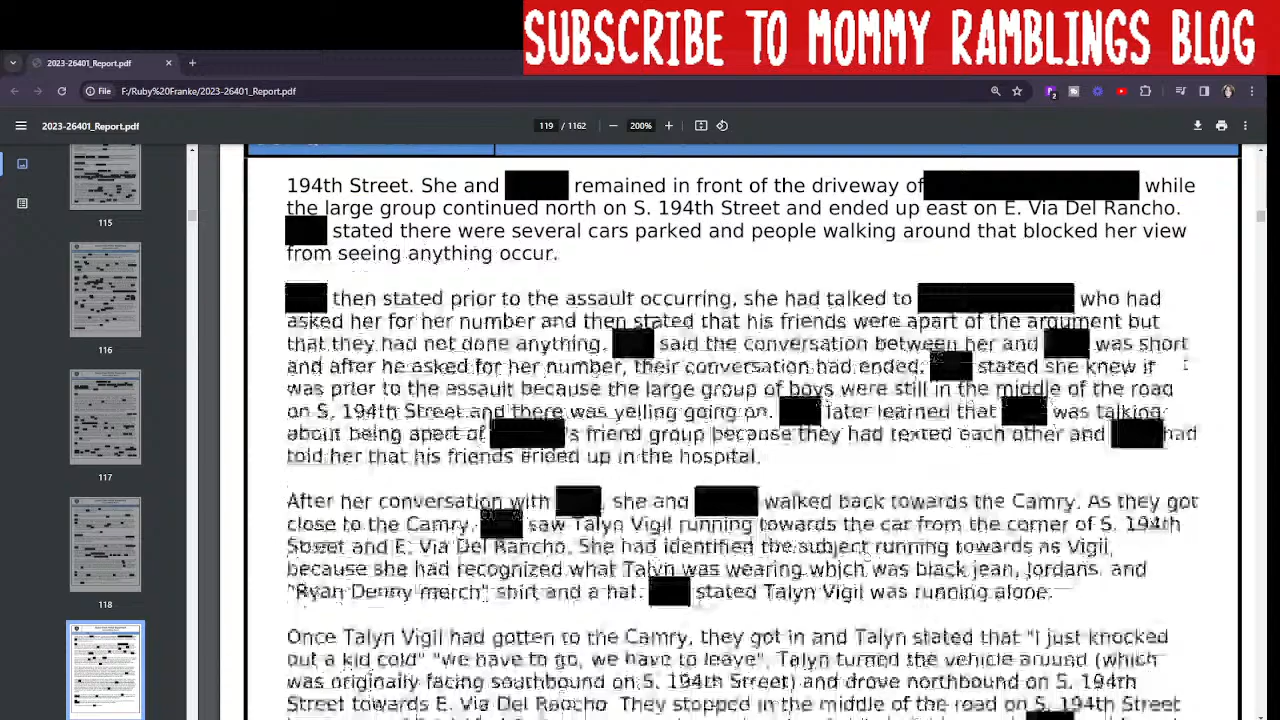 SUBSCRIBE TO MOMMY RAMBLINGS BLOG
2023-26401_Report.pdf
File F:/Ruby%20Franke/2023-26401_Report.pdf
2023-26401_Report.pdf 119 / 1162 200%
115
116
117
118
194th Street. She and remained in front of the driveway of while
the large group continued north on S. 194th Street and ended up east on E. Via Del Rancho.
stated there were several cars parked and people walking around that blocked her view
from seeing anything occur.
then stated prior to the assault occurring, she had talked to who had
asked her for her number and then stated that his friends were apart of the argument but
that they had not done anything. said the conversation between her and was short
and after he asked for her number, their conversation had ended. stated she knew it
was prior to the assault because the large group of boys were still in the middle of the road
on S. 194th Street and there was yelling going on. later learned that was talking
about being apart of 's friend group because they had texted each other and had
told her that his friends ended up in the hospital.
After her conversation with , she and walked back towards the Camry. As they got
close to the Camry, saw Talyn Vigil running towards the car from the corner of S. 194th
Street and E. Via Del Rancho. She had identified the subject running towards as Vigil,
because she had recognized what Talyn was wearing which was black jean, Jordans, and
"Ryan Denny merch" shirt and a hat. stated Talyn Vigil was running alone.
Once Talyn Vigil had gotten to the Camry, they got in and Talyn stated that "I just knocked
out a kid cold" "we have to go, we have to leave". Talyn turned the vehicle around (which
was originally facing southbound on S. 194th Street) and drove northbound on S. 194th
Street towards E. Via Del Rancho. They stopped in the middle of the road on S. 194th Street